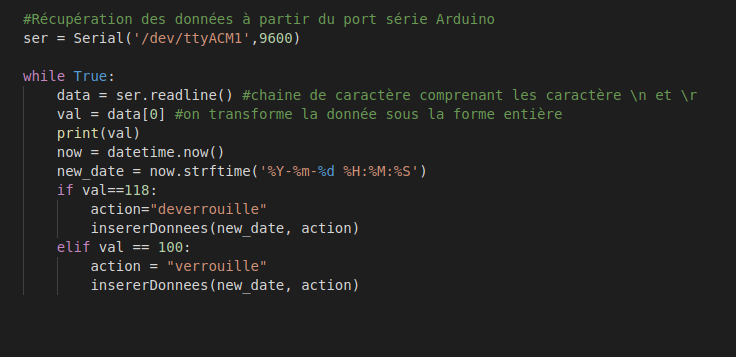 #Récupération des données à partir du port série Arduino
ser = Serial('/dev/ttyACM1',9600)
while True:
data = ser.readline() #chaine de caractère comprenant les caractère \n et \r
val = data[0] #on transforme la donnée sous la forme entière
print(val)
now = datetime.now()
new_date = now.strftime('%Y-%m-%d %H:%M:%S')
if val==118:
action="deverrouille"
insererDonnees(new_date, action)
elif val == 100:
action = "verrouille"
insererDonnees(new_date, action)